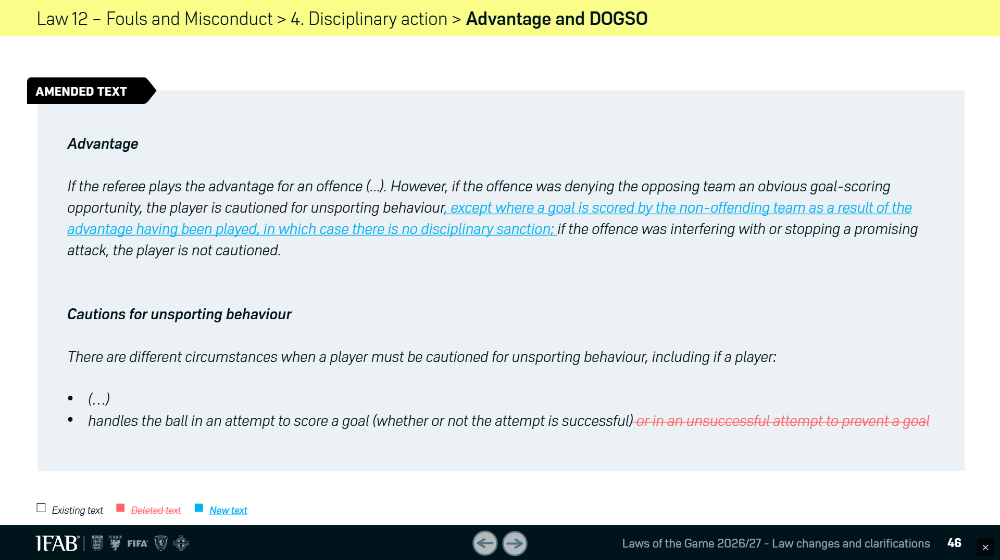 Law 12 – Fouls and Misconduct > 4. Disciplinary action > Advantage and DOGSO
AMENDED TEXT
Advantage
If the referee plays the advantage for an offence (...). However, if the offence was denying the opposing team an obvious goal-scoring
opportunity, the player is cautioned for unsporting behaviour, except where a goal is scored by the non-offending team as a result of the
advantage having been played, in which case there is no disciplinary sanction; if the offence was interfering with or stopping a promising
attack, the player is not cautioned.
Cautions for unsporting behaviour
There are different circumstances when a player must be cautioned for unsporting behaviour, including if a player:
• (...)
• handles the ball in an attempt to score a goal (whether or not the attempt is successful) or in an unsuccessful attempt to prevent a goal
Existing text Deleted text New text
IFAB® FA WALES FIFA® Laws of the Game 2026/27 - Law changes and clarifications 46